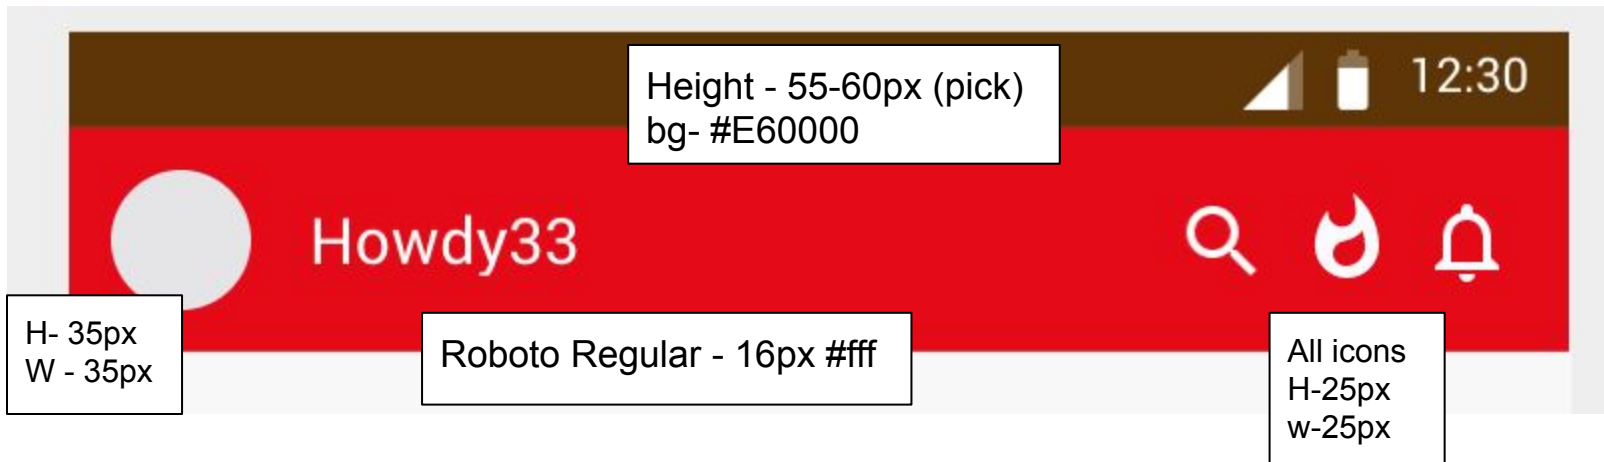 Height - 55-60px (pick)
bg- #E60000
12:30
Howdy33
H- 35px
W - 35px
Roboto Regular - 16px #fff
All icons
H-25px
w-25px